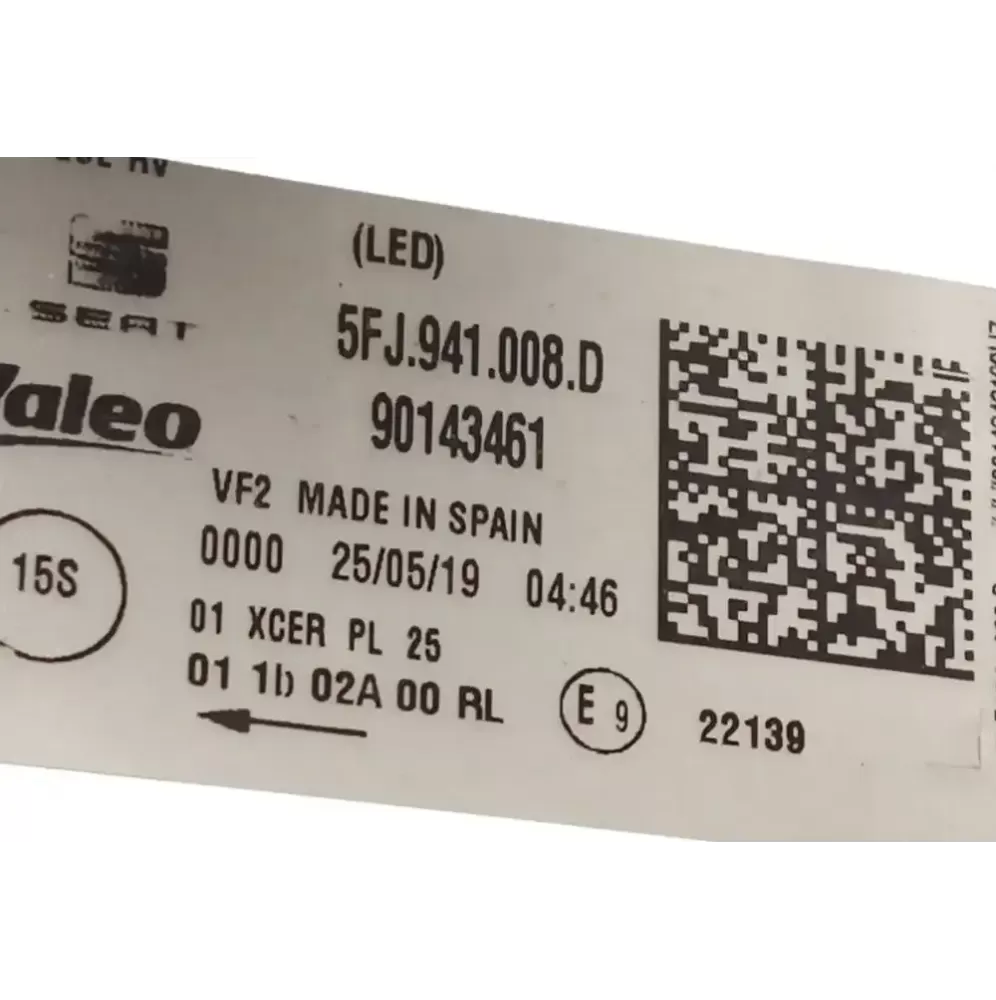 (LED)
SEAT
5FJ.941.008.D
Valeo
90143461
VF2 MADE IN SPAIN
0000 25/05/19 04:46
15S
01 XCER PL 25
01 1b 02A 00 RL
E 9
22139